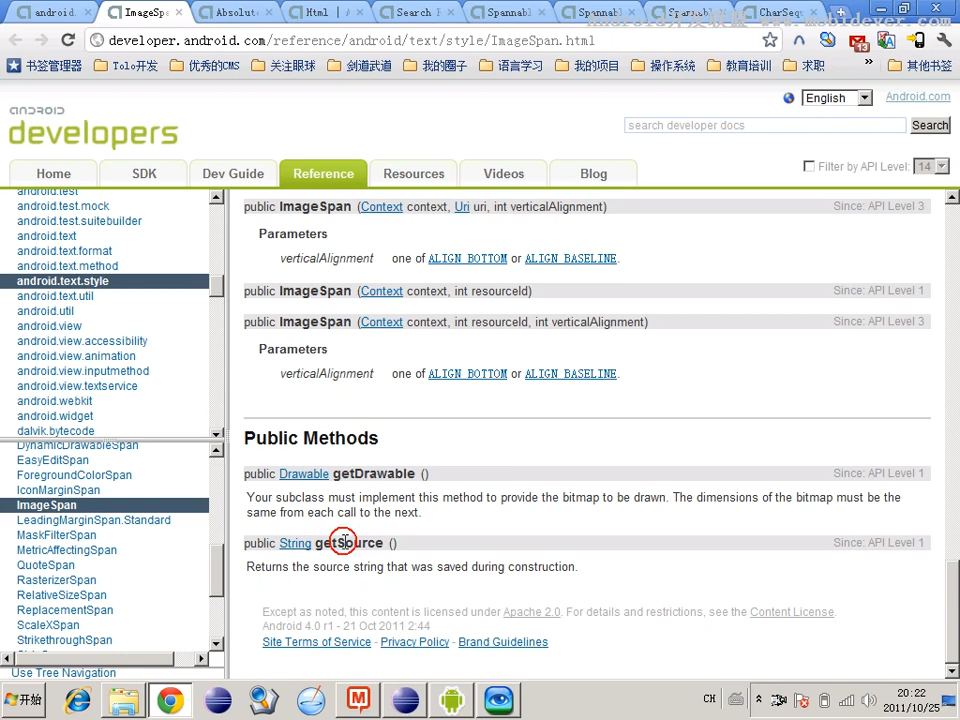 android.
ImageSp
Absolut
Html |
Search
Spannabl
Spannabl
Spannabl
CharSequ
www.mobidever.com
developer.android.com/reference/android/text/style/ImageSpan.html
13
书签管理器
Tolo开发
优秀的CMS
关注眼球
剑道武道
我的圈子
语言学习
我的项目
操作系统
教育培训
求职
»
其他书签
ANDROID
developers
English
Android.com
search developer docs
Search
Home
SDK
Dev Guide
Reference
Resources
Videos
Blog
Filter by API Level: 14
android.test
android.test.mock
android.test.suitebuilder
android.text
android.text.format
android.text.method
android.text.style
android.text.util
android.util
android.view
android.view.accessibility
android.view.animation
android.view.inputmethod
android.view.textservice
android.webkit
android.widget
dalvik.bytecode
DynamicDrawableSpan
EasyEditSpan
ForegroundColorSpan
IconMarginSpan
ImageSpan
LeadingMarginSpan.Standard
MaskFilterSpan
MetricAffectingSpan
QuoteSpan
RasterizerSpan
RelativeSizeSpan
ReplacementSpan
ScaleXSpan
StrikethroughSpan
Use Tree Navigation
public ImageSpan (Context context, Uri uri, int verticalAlignment) Since: API Level 3
Parameters
verticalAlignment one of ALIGN_BOTTOM or ALIGN_BASELINE.
public ImageSpan (Context context, int resourceId) Since: API Level 1
public ImageSpan (Context context, int resourceId, int verticalAlignment) Since: API Level 3
Parameters
verticalAlignment one of ALIGN_BOTTOM or ALIGN_BASELINE.
Public Methods
public Drawable getDrawable () Since: API Level 1
Your subclass must implement this method to provide the bitmap to be drawn. The dimensions of the bitmap must be the
same from each call to the next.
public String getSource () Since: API Level 1
Returns the source string that was saved during construction.
Except as noted, this content is licensed under Apache 2.0. For details and restrictions, see the Content License.
Android 4.0 r1 - 21 Oct 2011 2:44
Site Terms of Service - Privacy Policy - Brand Guidelines
开始
CH
20:22
2011/10/25